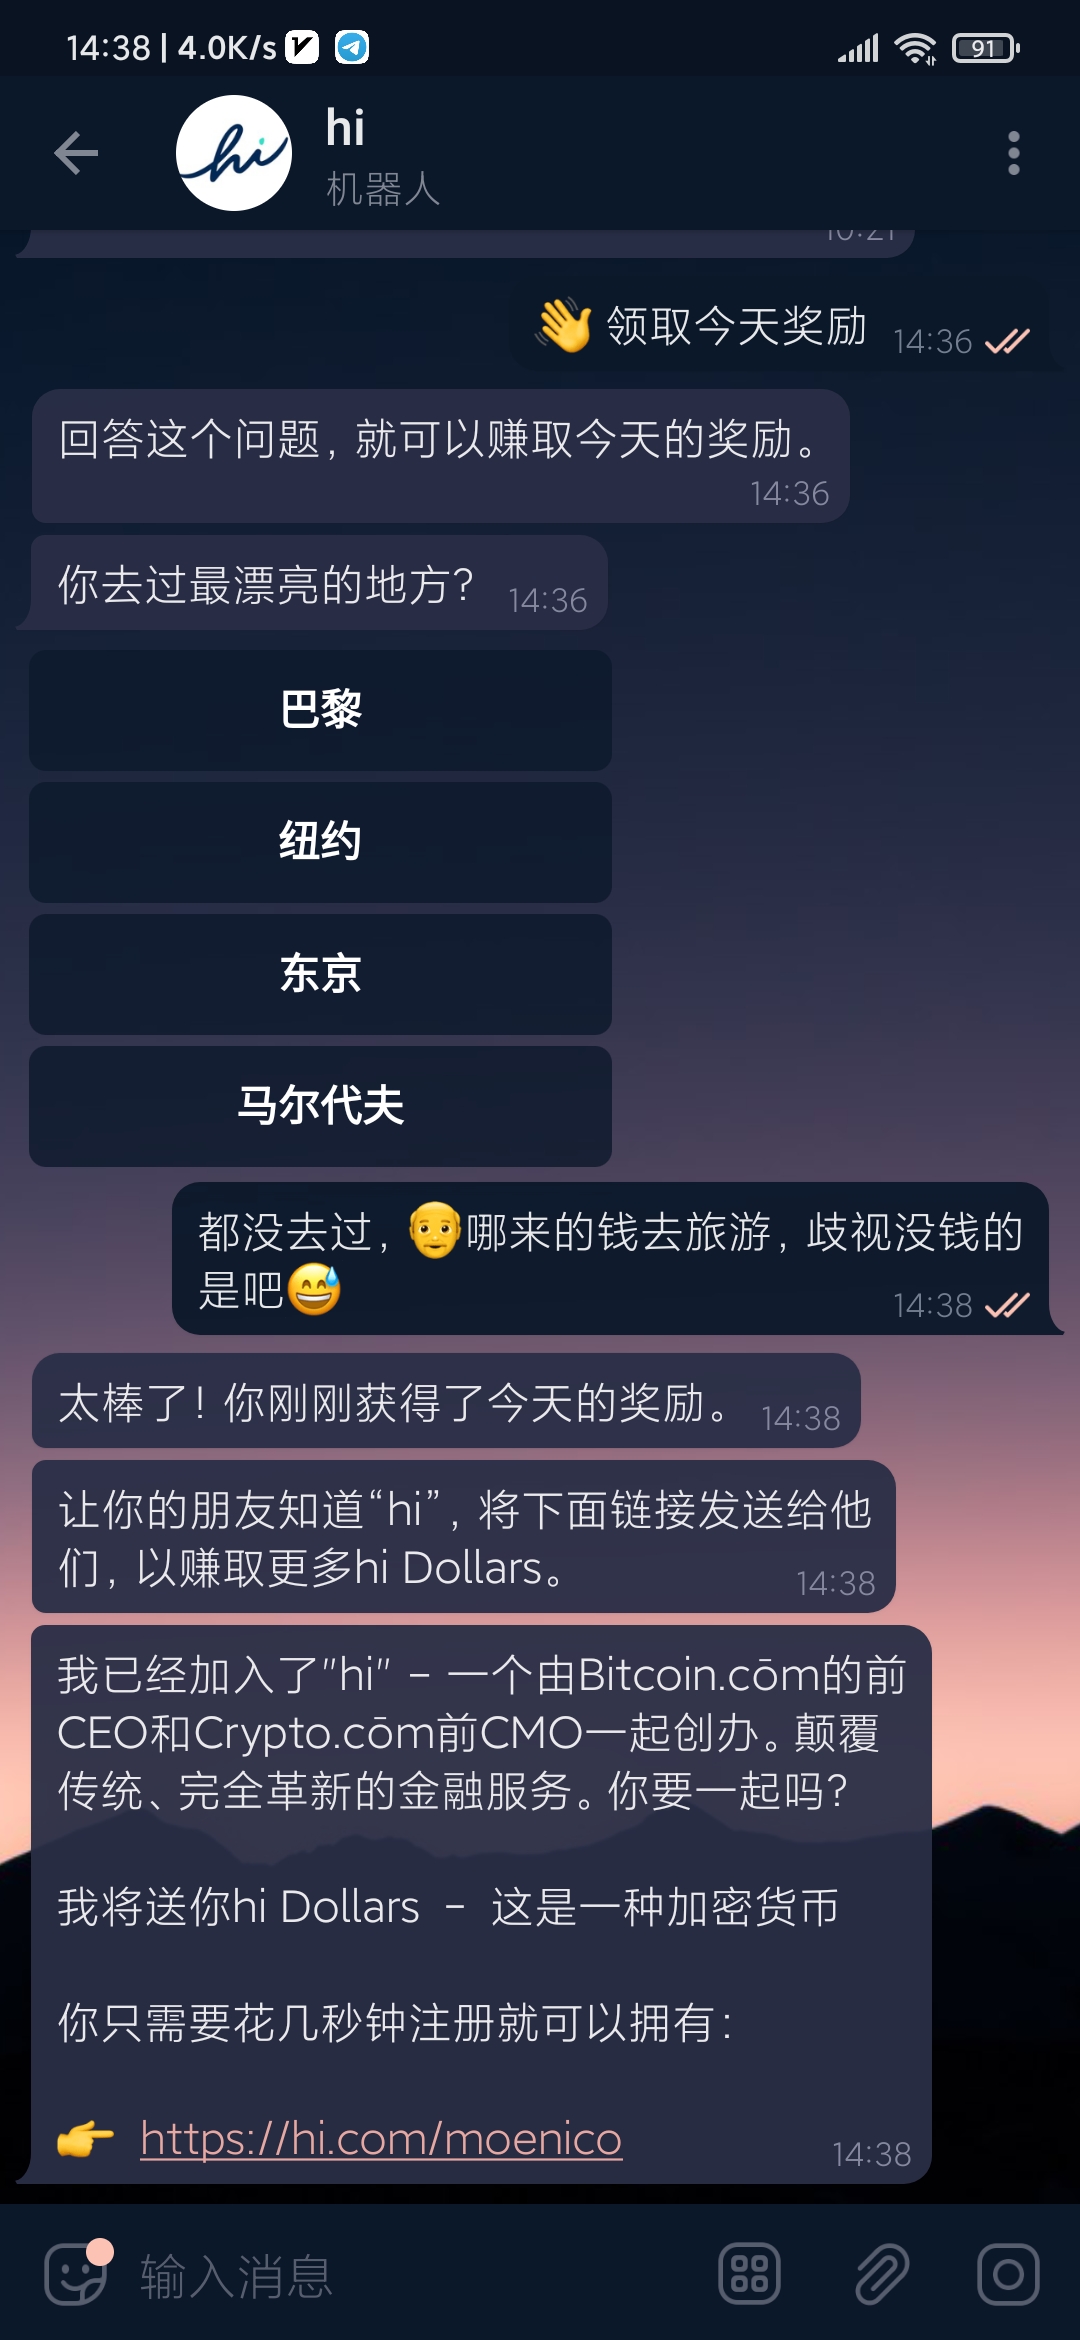 14:38 | 4.0K/s
91
hi
hi
机器人
10:21
👋 领取今天奖励 14:36
回答这个问题，就可以赚取今天的奖励。
14:36
你去过最漂亮的地方？ 14:36
巴黎
纽约
东京
马尔代夫
都没去过，👴哪来的钱去旅游，歧视没钱的
是吧😅 14:38
太棒了！你刚刚获得了今天的奖励。 14:38
让你的朋友知道“hi”，将下面链接发送给他
们，以赚取更多hi Dollars。 14:38
我已经加入了"hi" - 一个由Bitcoin.cōm的前
CEO和Crypto.cōm前CMO一起创办。颠覆
传统、完全革新的金融服务。你要一起吗？
我将送你hi Dollars - 这是一种加密货币
你只需要花几秒钟注册就可以拥有：
👉 https://hi.com/moenico 14:38
输入消息